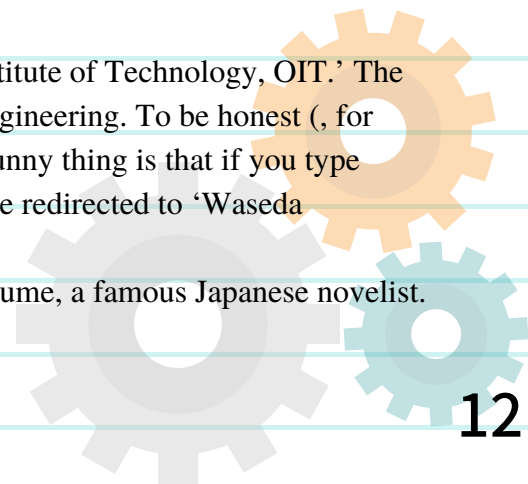 titute of Technology, OIT.’ The
gineering. To be honest (, for
unny thing is that if you type
e redirected to ‘Waseda
ume, a famous Japanese novelist.
12